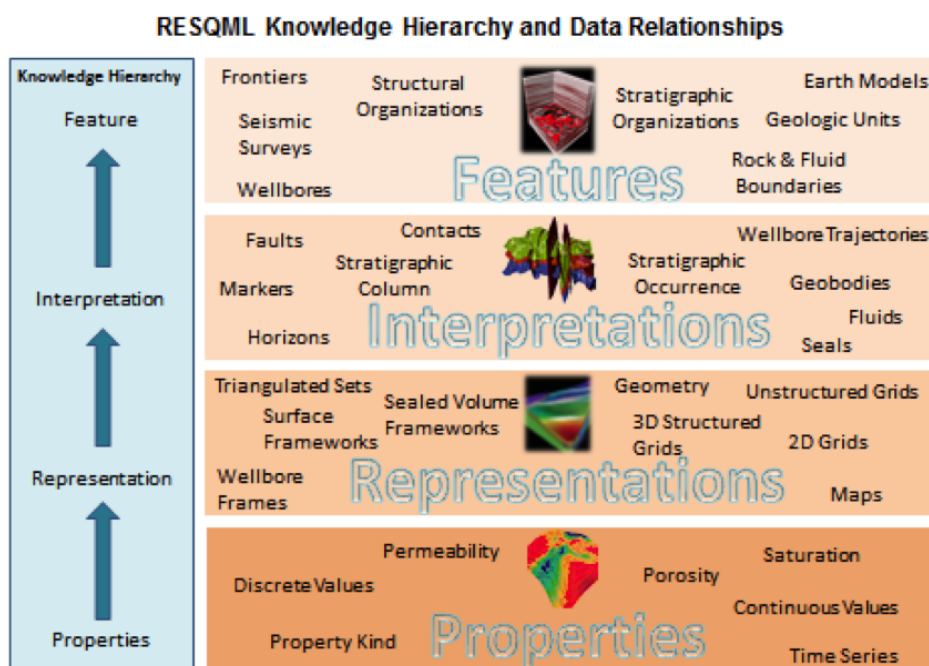 RESQML Knowledge Hierarchy and Data Relationships
Knowledge Hierarchy
Feature
Interpretation
Representation
Properties
Frontiers
Structural
Organizations
Seismic
Surveys
Wellbores
Stratigraphic
Organizations
Earth Models
Geologic Units
Rock & Fluid
Boundaries
Features
Faults
Contacts
Stratigraphic
Column
Markers
Horizons
Wellbore Trajectories
Stratigraphic
Occurrence
Geobodies
Fluids
Seals
Interpretations
Triangulated Sets
Surface
Frameworks
Sealed Volume
Frameworks
Wellbore
Frames
Geometry
Unstructured Grids
3D Structured
Grids
2D Grids
Maps
Representations
Permeability
Discrete Values
Property Kind
Saturation
Porosity
Continuous Values
Time Series
Properties